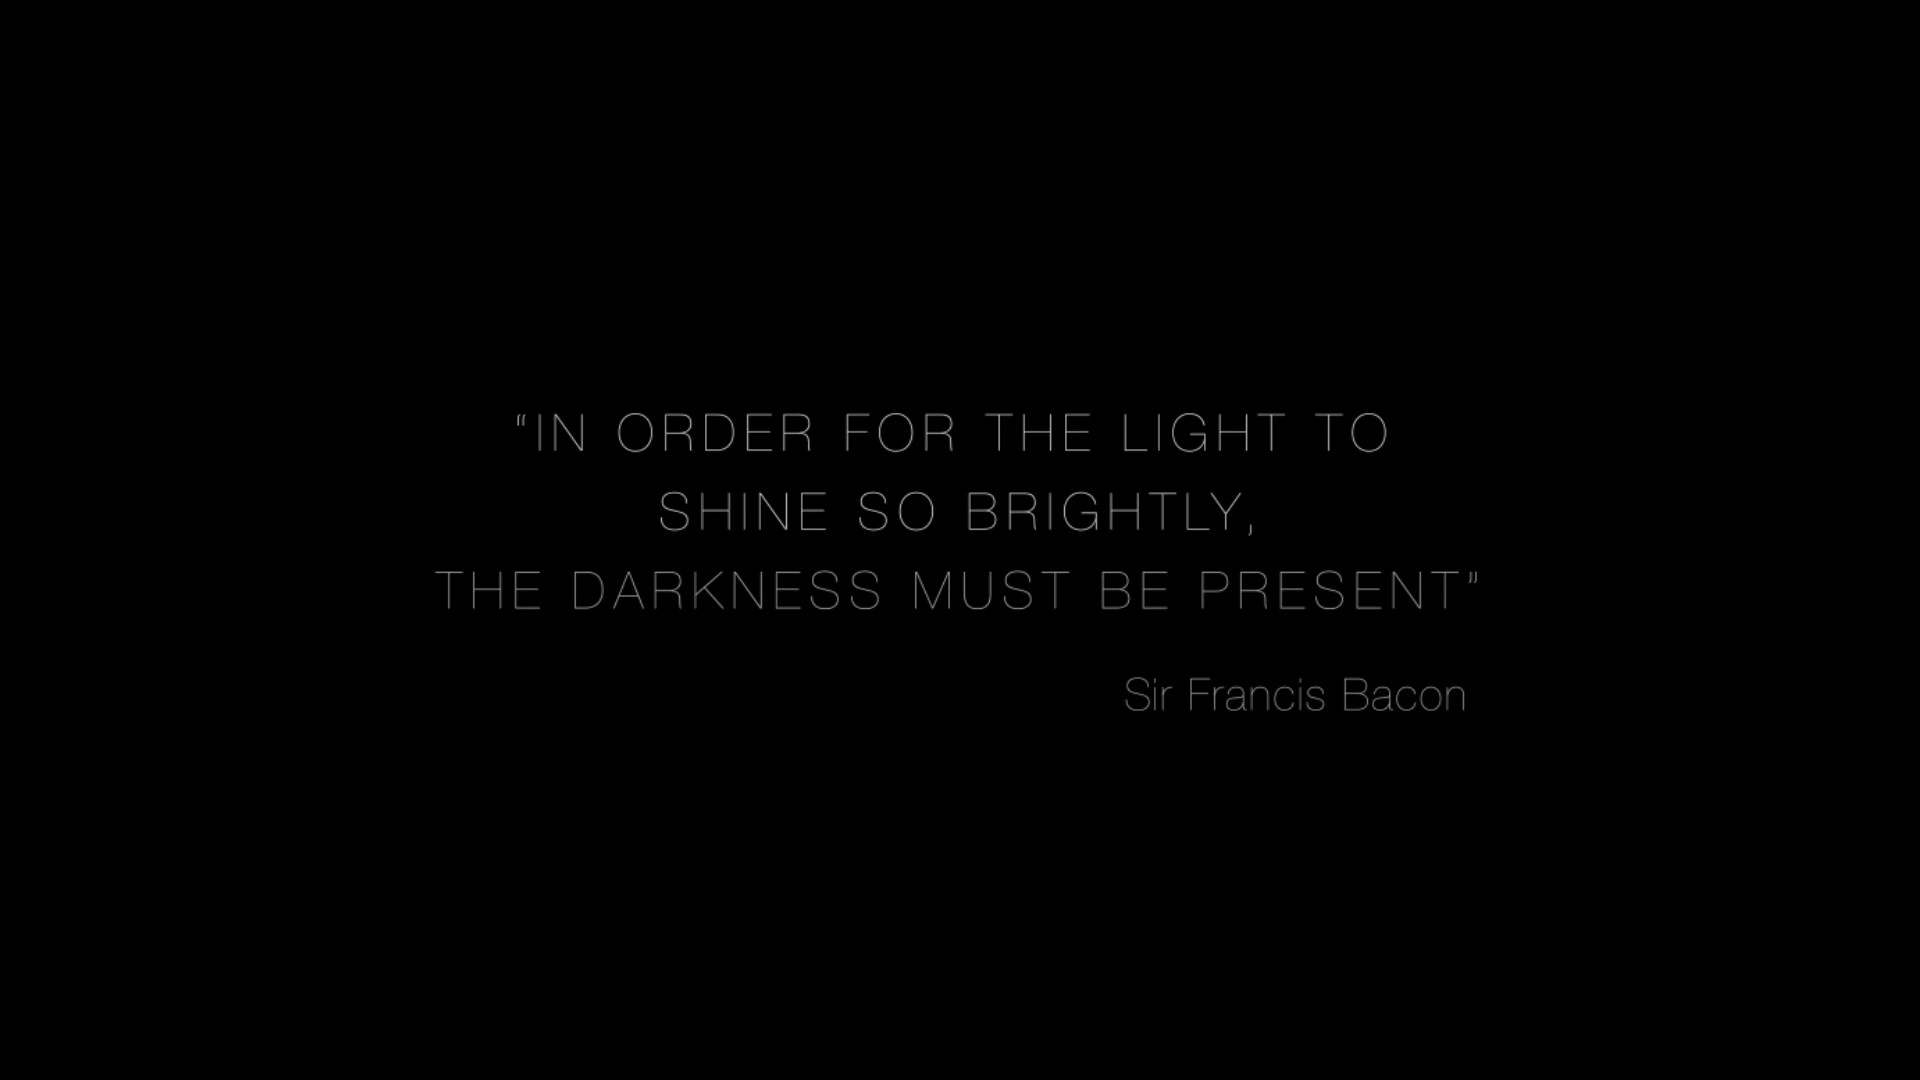 “IN ORDER FOR THE LIGHT TO
SHINE SO BRIGHTLY,
THE DARKNESS MUST BE PRESENT”
Sir Francis Bacon